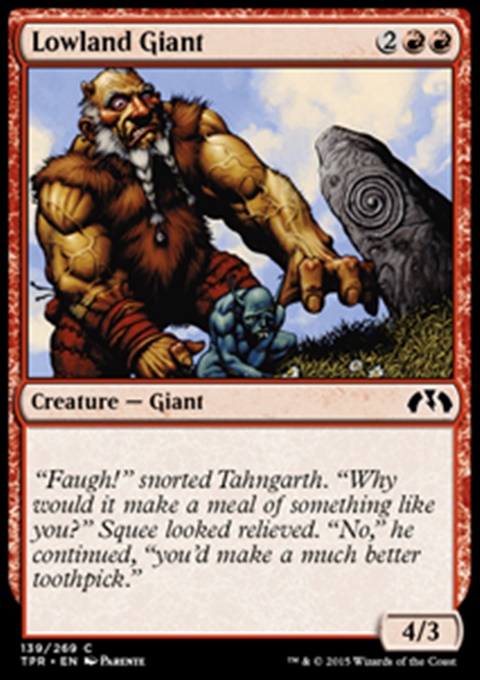 Lowland Giant 2
Creature — Giant
“Faugh!” snorted Tahngarth. “Why
would it make a meal of something like
you?” Squee looked relieved. “No,” he
continued, “you’d make a much better
toothpick.”
4/3
139/269 C
TPR • EN Parente
™ & © 2015 Wizards of the Coast